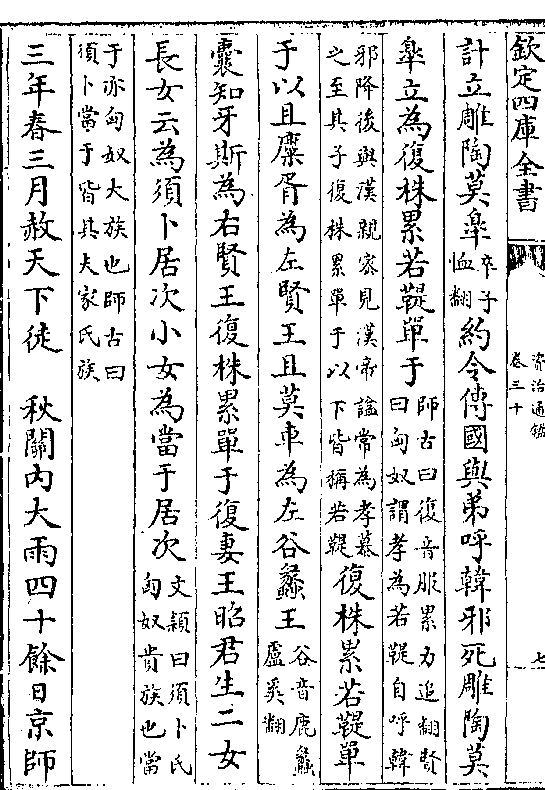 欽定四庫全書
資治通鑑
卷三十
七
計立雕陶莫皋
卒子
恤翻
約令傳國與弟呼韓邪死雕陶莫
皋立為復株累若鞮單于
師古曰復音服累力追翻賢
曰匈奴謂孝為若鞮自呼韓
邪降後與漢親宻見漢帝諡常為孝慕
之至其子復株累單于以下皆稱若鞮
復株累若鞮單
于以且麋胥為左賢王且莫車為左谷蠡王
谷音鹿蠡
盧奚翻
囊知牙斯為右賢王復株累單于復妻王昭君生二女
長女云為須卜居次小女為當于居次
文穎曰須卜氏
匈奴貴族也當
于亦匈奴大族也師古曰
須卜當于皆其夫家氏族
三年春三月赦天下徒 秋關內大雨四十餘日京師